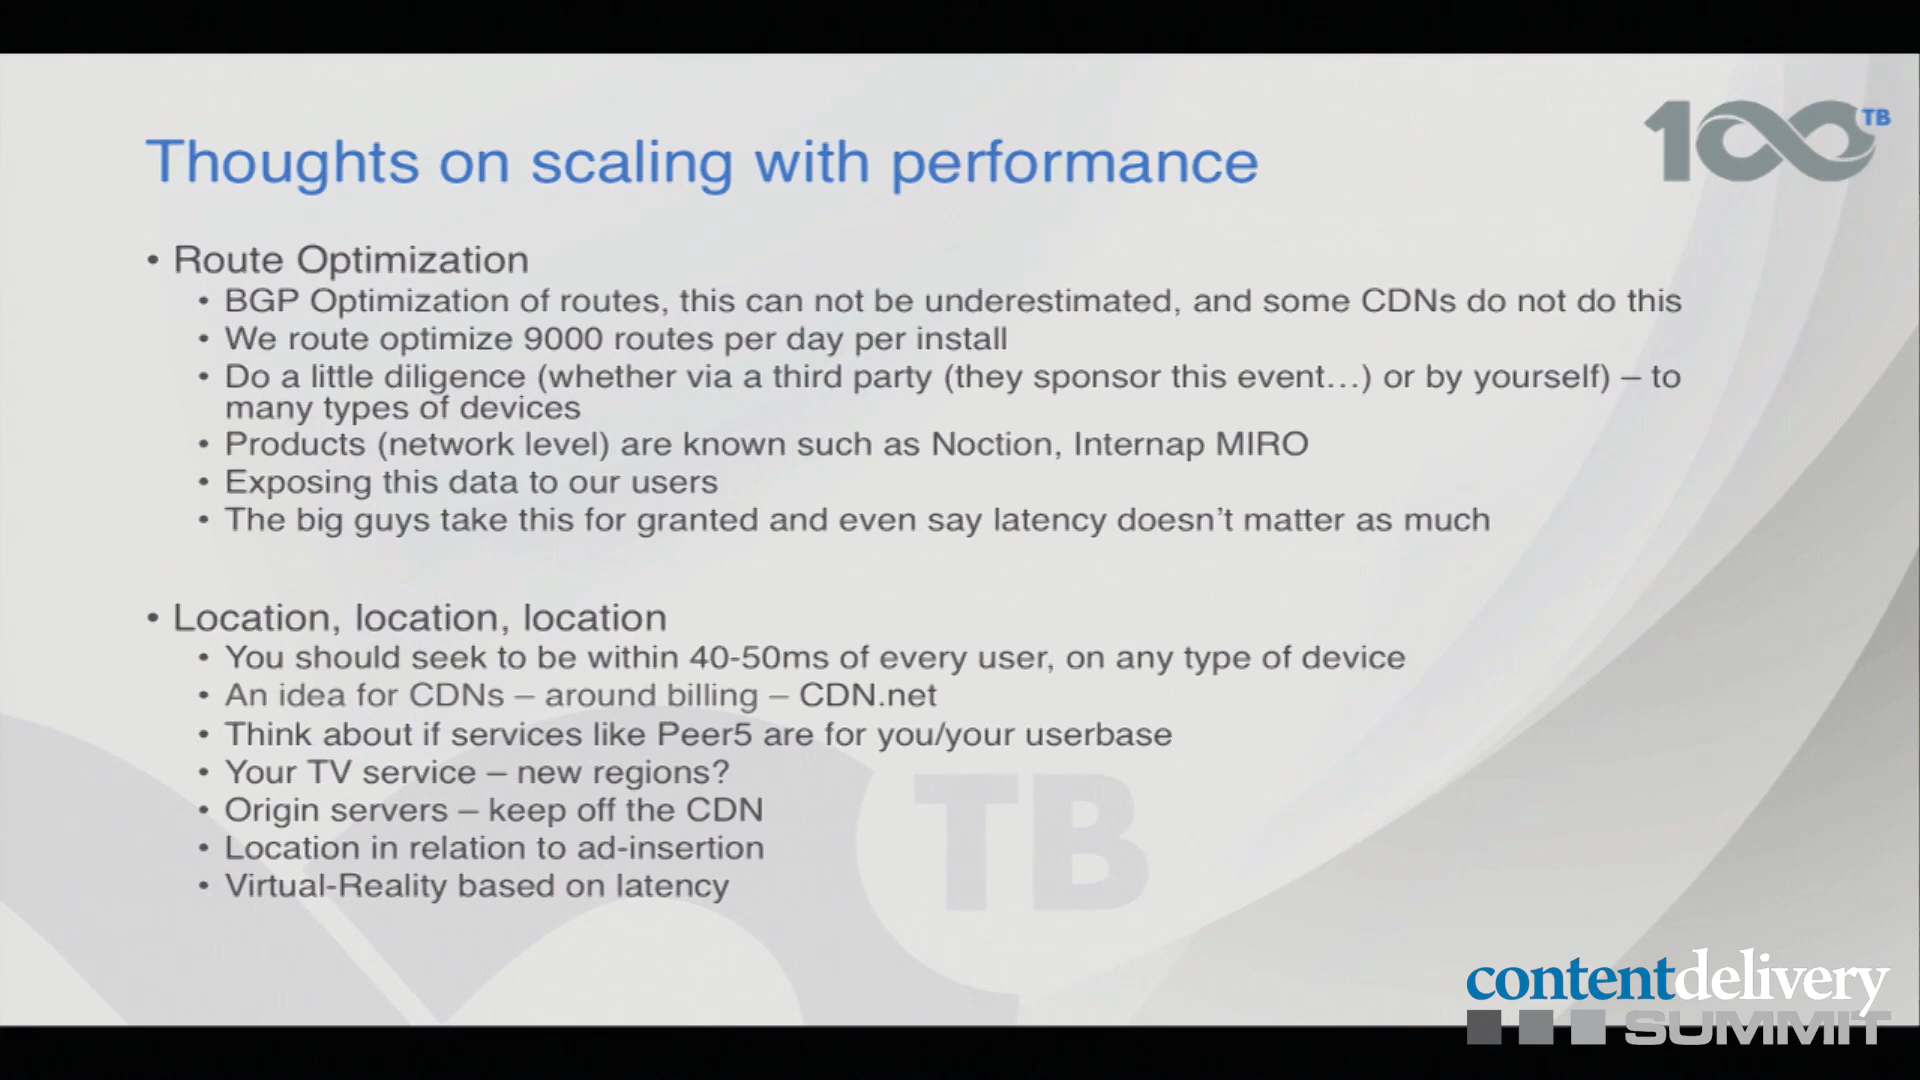 100TB
Thoughts on scaling with performance
• Route Optimization
• BGP Optimization of routes, this can not be underestimated, and some CDNs do not do this
• We route optimize 9000 routes per day per install
• Do a little diligence (whether via a third party (they sponsor this event…) or by yourself) – to
many types of devices
• Products (network level) are known such as Noction, Internap MIRO
• Exposing this data to our users
• The big guys take this for granted and even say latency doesn't matter as much
• Location, location, location
• You should seek to be within 40-50ms of every user, on any type of device
• An idea for CDNs – around billing – CDN.net
• Think about if services like Peer5 are for you/your userbase
• Your TV service – new regions?
• Origin servers – keep off the CDN
• Location in relation to ad-insertion
• Virtual-Reality based on latency
TB
contentdelivery
SUMMIT